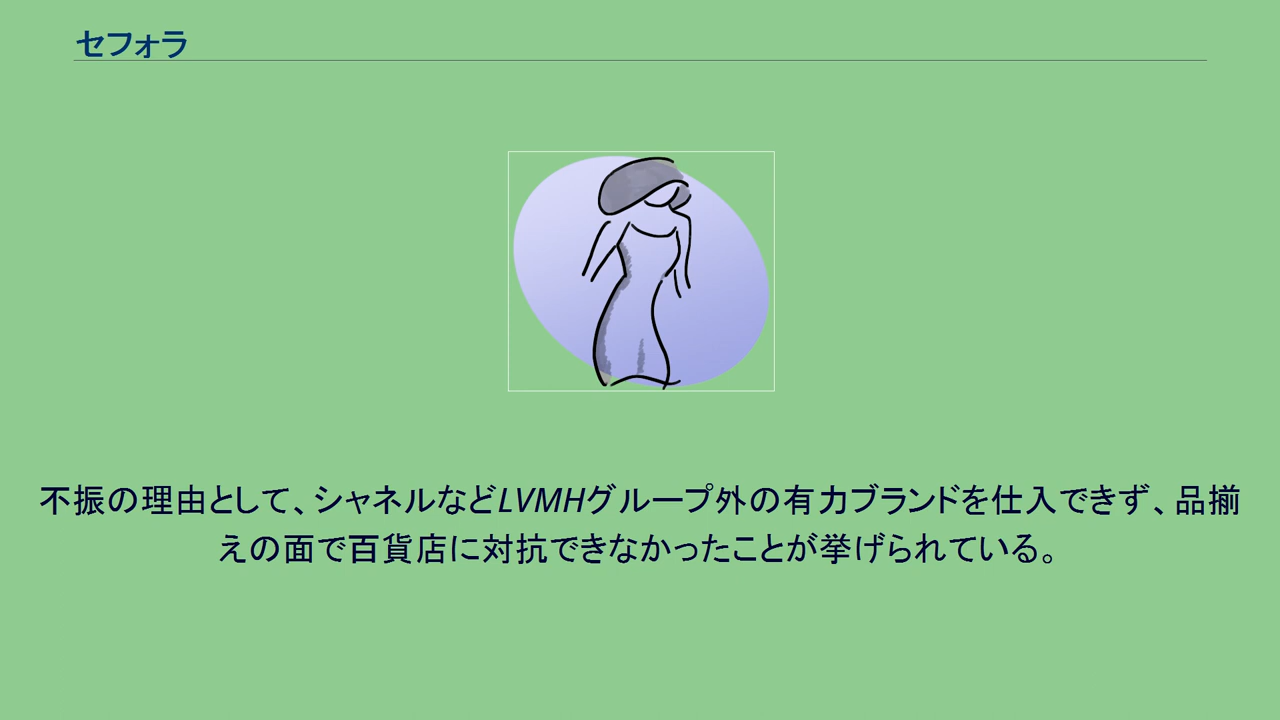 セフォラ
不振の理由として、シャネルなどLVMHグループ外の有力ブランドを仕入できず、品揃
えの面で百貨店に対抗できなかったことが挙げられている。